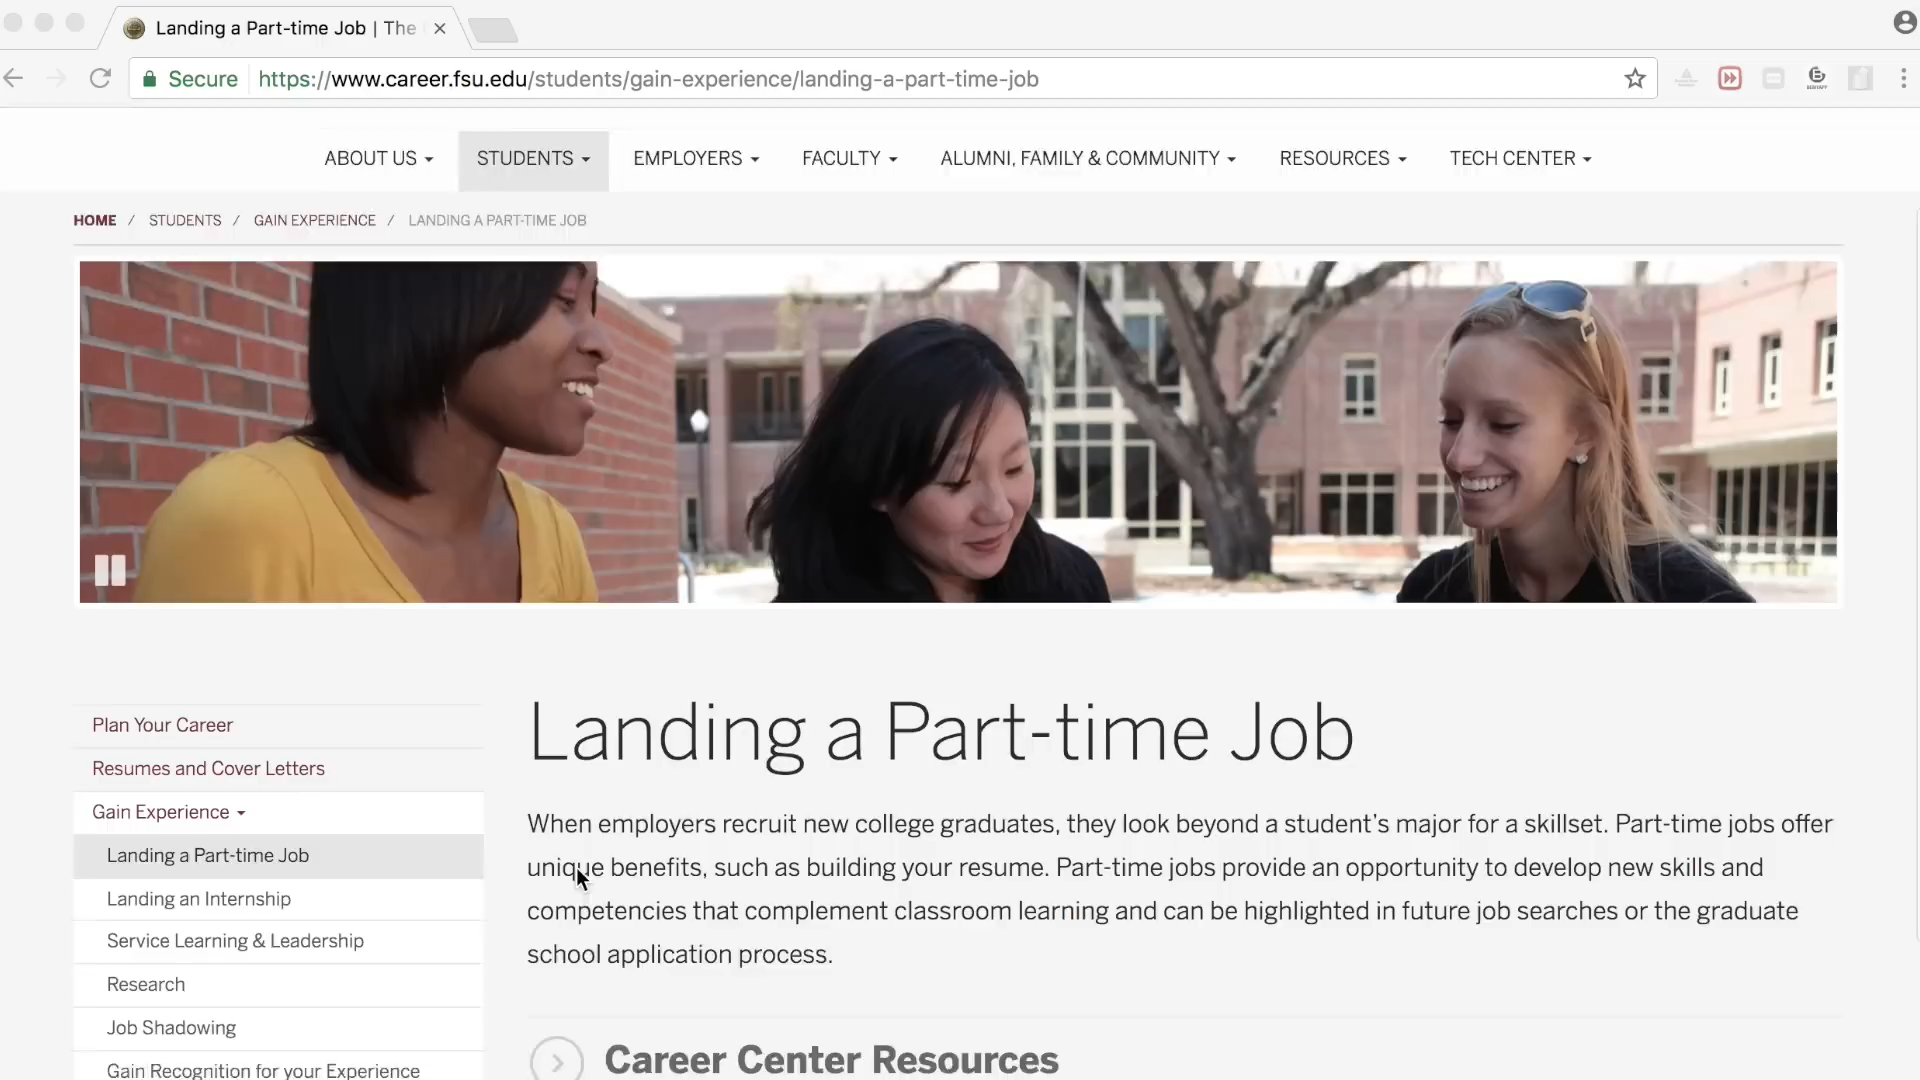 Landing a Part-time Job | The
Secure https://www.career.fsu.edu/students/gain-experience/landing-a-part-time-job
ABOUT US STUDENTS EMPLOYERS FACULTY ALUMNI, FAMILY & COMMUNITY RESOURCES TECH CENTER
HOME / STUDENTS / GAIN EXPERIENCE / LANDING A PART-TIME JOB
Plan Your Career
Resumes and Cover Letters
Gain Experience
Landing a Part-time Job
Landing an Internship
Service Learning & Leadership
Research
Job Shadowing
Gain Recognition for your Experience
Landing a Part-time Job
When employers recruit new college graduates, they look beyond a student's major for a skillset. Part-time jobs offer
unique benefits, such as building your resume. Part-time jobs provide an opportunity to develop new skills and
competencies that complement classroom learning and can be highlighted in future job searches or the graduate
school application process.
Career Center Resources